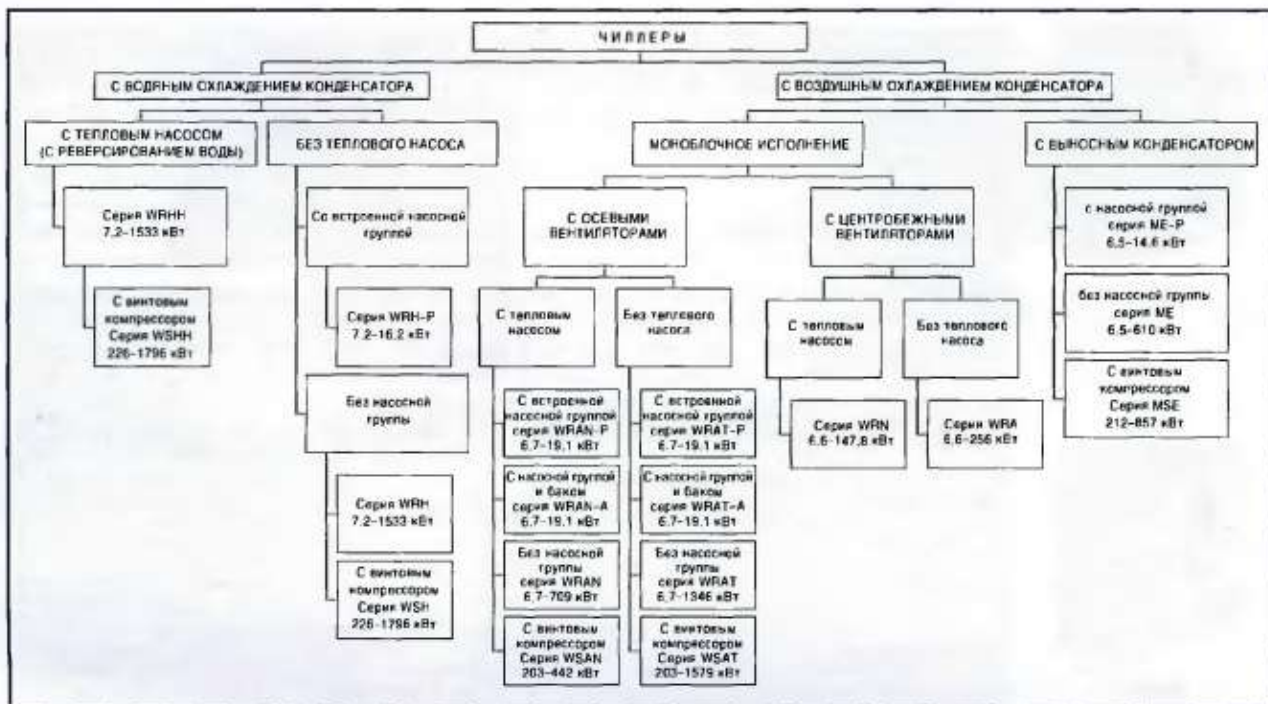 ЧИЛЛЕРЫ
С ВОДЯНЫМ ОХЛАЖДЕНИЕМ КОНДЕНСАТОРА
С ВОЗДУШНЫМ ОХЛАЖДЕНИЕМ КОНДЕНСАТОРА
С ТЕПЛОВЫМ НАСОСОМ
(С РЕВЕРСИРОВАНИЕМ ВОДЫ)
БЕЗ ТЕПЛОВОГО НАСОСА
МОНОБЛОЧНОЕ ИСПОЛНЕНИЕ
С ВЫНОСНЫМ КОНДЕНСАТОРОМ
Серия WRHH
7.2–1533 кВт
С винтовым
компрессором
Серия WSHH
226–1796 кВт
Со встроенной насосной
группой
Серия WRH-P
7.2–16.2 кВт
Без насосной
группы
Серия WRH
7.2–1533 кВт
С винтовым
компрессором
Серия WSH
226–1796 кВт
С ОСЕВЫМИ
ВЕНТИЛЯТОРАМИ
С тепловым
насосом
С встроенной
насосной группой
серия WRAN-P
6.7–19.1 кВт
С насосной группой
и баком
серия WRAN-A
6.7–19.1 кВт
Без насосной
группы
серия WRAN
6.7–709 кВт
С винтовым
компрессором
Серия WSAN
203–442 кВт
Без теплового
насоса
С встроенной
насосной группой
серия WRAT-P
6.7–19.1 кВт
С насосной группой
и баком
серия WRAT-A
6.7–19.1 кВт
Без насосной
группы
серия WRAT
6.7–1346 кВт
С винтовым
компрессором
Серия WSAT
203–1579 кВт
С ЦЕНТРОБЕЖНЫМИ
ВЕНТИЛЯТОРАМИ
С тепловым
насосом
Серия WRN
6.6–147.8 кВт
Без теплового
насоса
Серия WRA
6.6–256 кВт
с насосной группы
серия ME-P
6.5–14.6 кВт
без насосной группы
серия ME
6.5–610 кВт
С винтовым
компрессором
Серия MSE
212–857 кВт